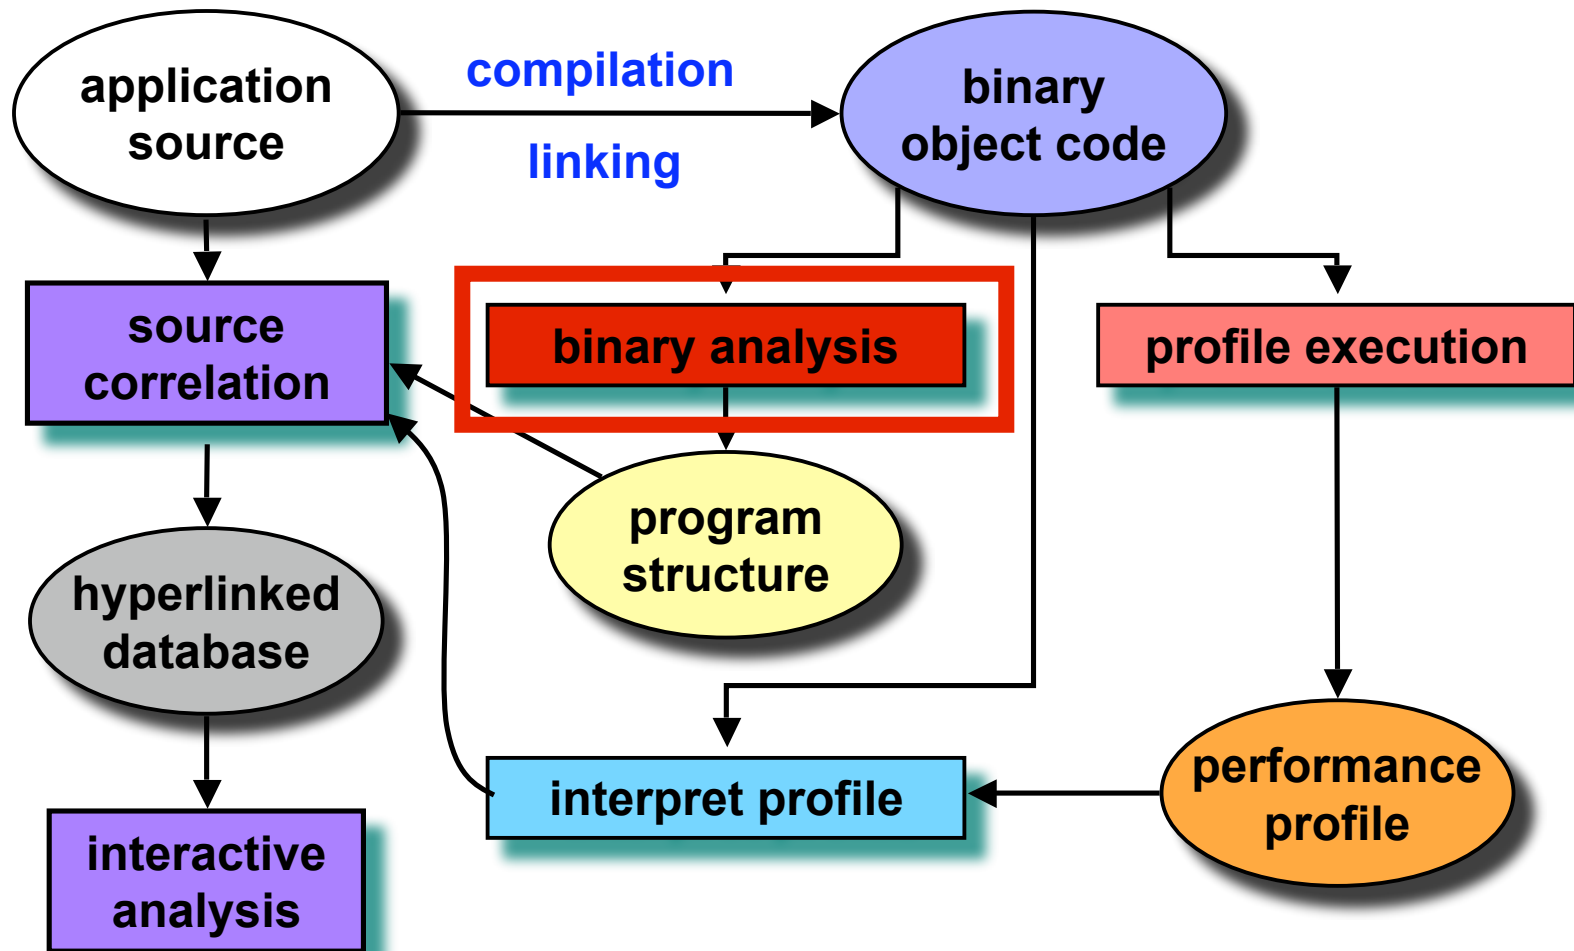 application
source
compilation
linking
binary
object code
source
correlation
binary analysis
profile execution
program
structure
hyperlinked
database
interpret profile
performance
profile
interactive
analysis